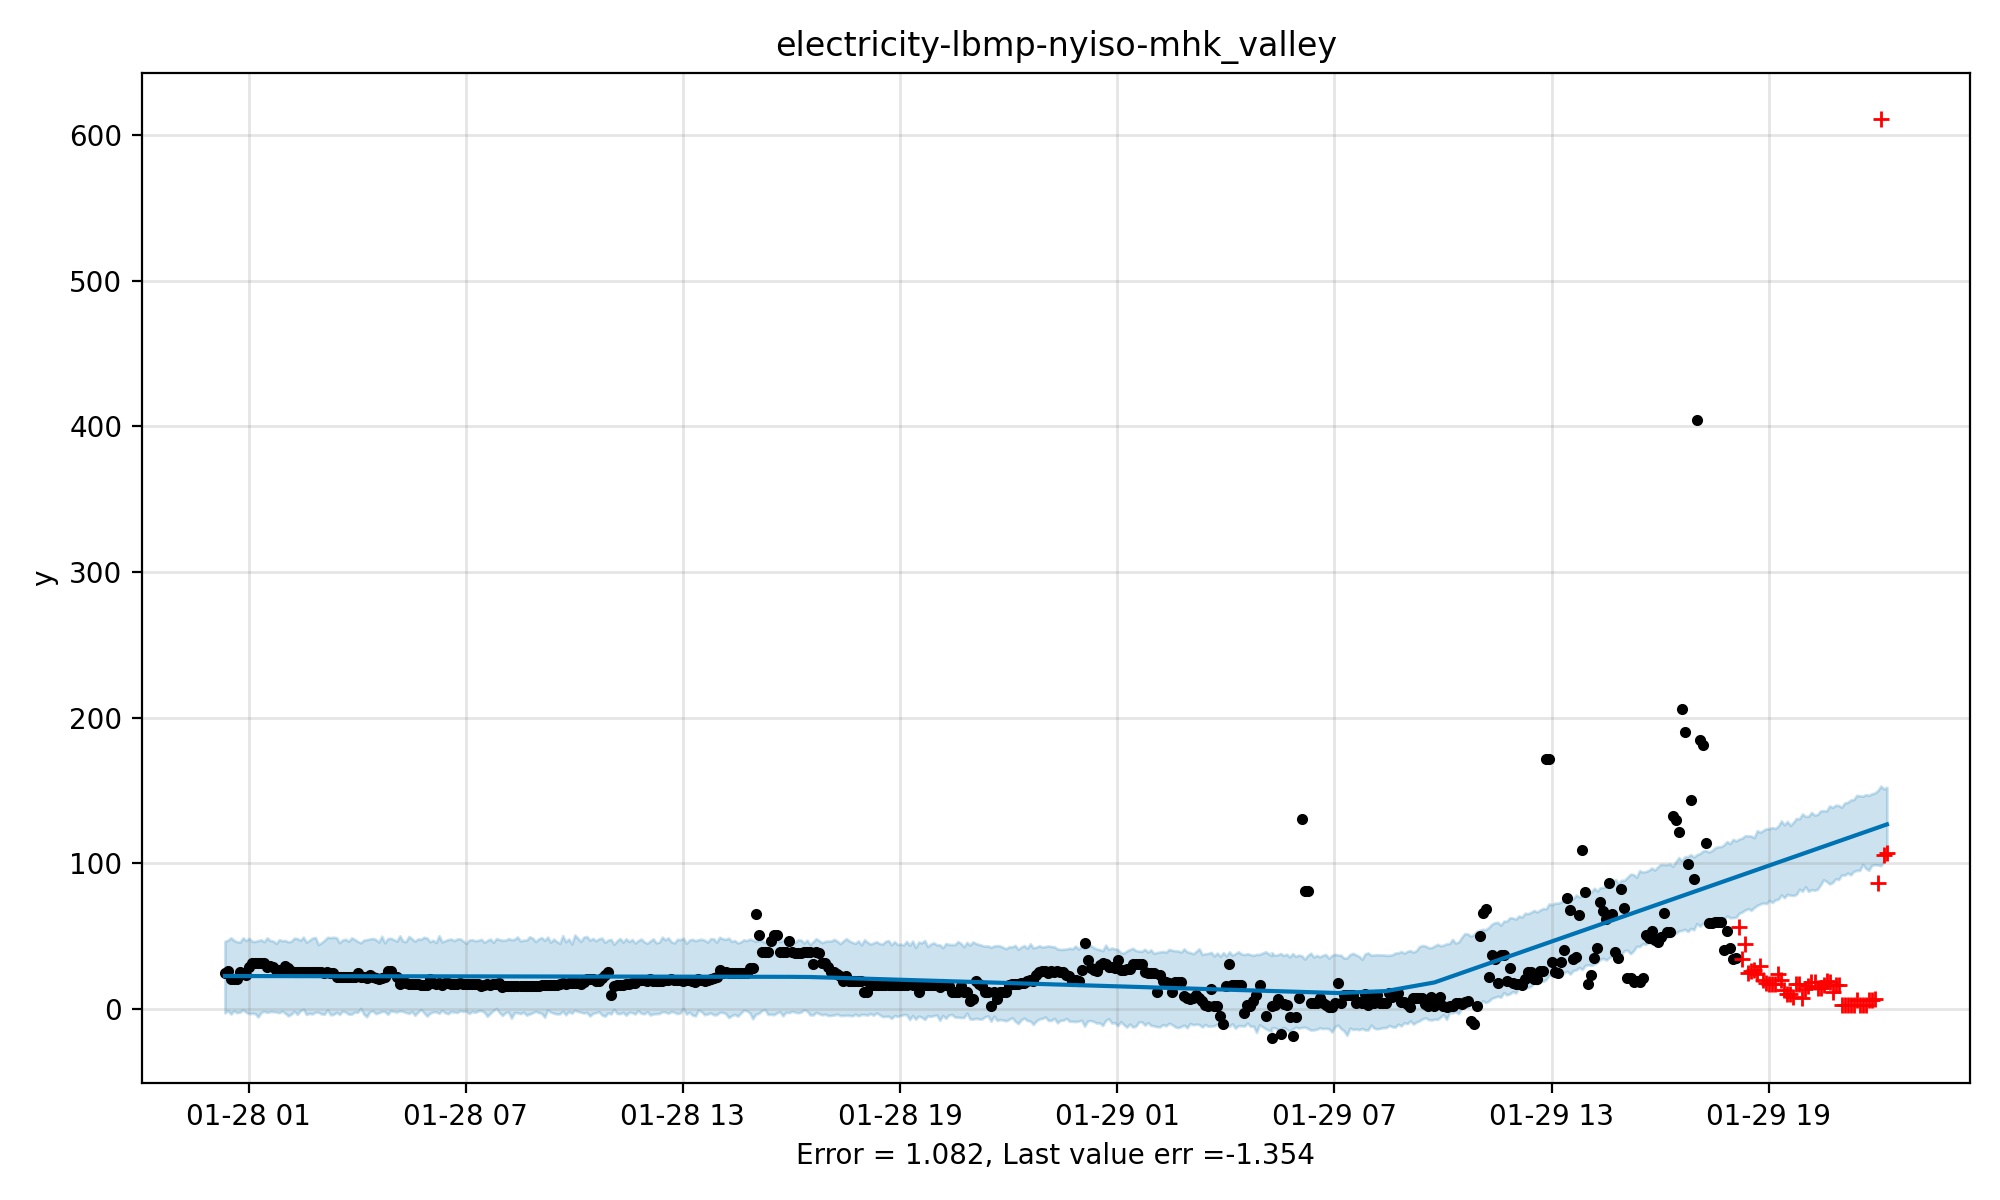 electricity-lbmp-nyiso-mhk_valley
600
500
400
300
200
100
0
y
01-28 01 01-28 07 01-28 13 01-28 19 01-29 01 01-29 07 01-29 13 01-29 19
Error = 1.082, Last value err =-1.354